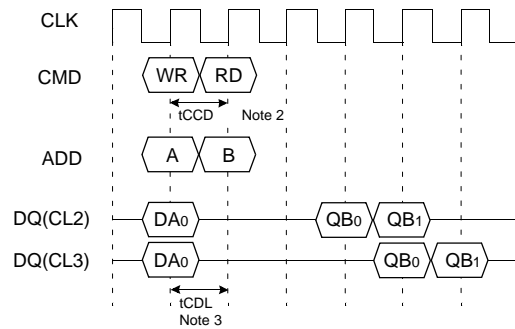 CLK
CMD WR RD
tCCD Note 2
ADD A B
DQ(CL2) DA0 QB0 QB1
DQ(CL3) DA0 QB0 QB1
tCDL
Note 3